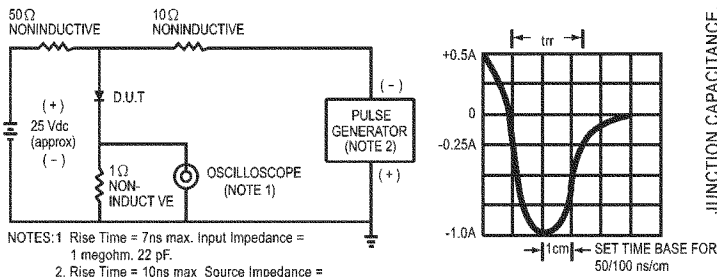 50Ω
NONINDUCTIVE
10Ω
NONINDUCTIVE
(+)
25 Vdc
(approx)
(-)
D.U.T
1Ω
NON-
INDUCT VE
OSCILLOSCOPE
(NOTE 1)
(-)
PULSE
GENERATOR
(NOTE 2)
(+)
NOTES:1 Rise Time = 7ns max. Input Impedance =
1 megohm. 22 pF.
2. Rise Time = 10ns max Source Impedance =
trr
+0.5A
0
-0.25A
-1.0A
1cm
SET TIME BASE FOR
50/100 ns/cm
JUNCTION CAPACITANCE